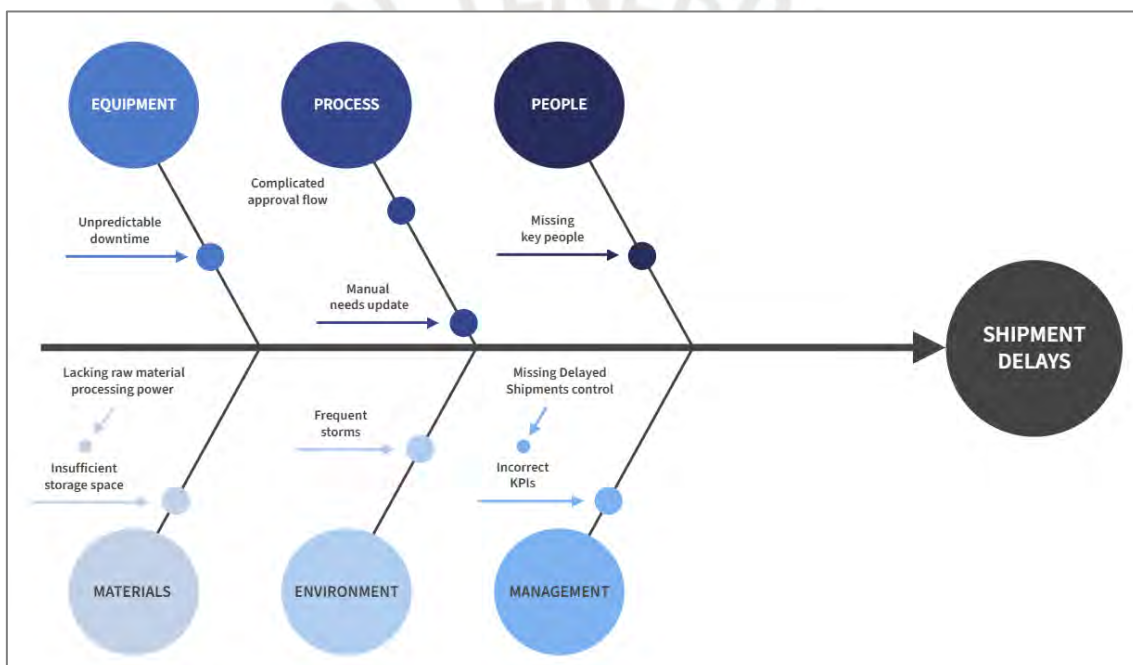 EQUIPMENT
PROCESS
PEOPLE
Complicated
approval flow
Unpredictable
downtime
Missing
key people
Manual
needs update
SHIPMENT
DELAYS
Lacking raw material
processing power
Missing Delayed
Shipments control
Frequent
storms
Insufficient
storage space
Incorrect
KPIs
MATERIALS
ENVIRONMENT
MANAGEMENT